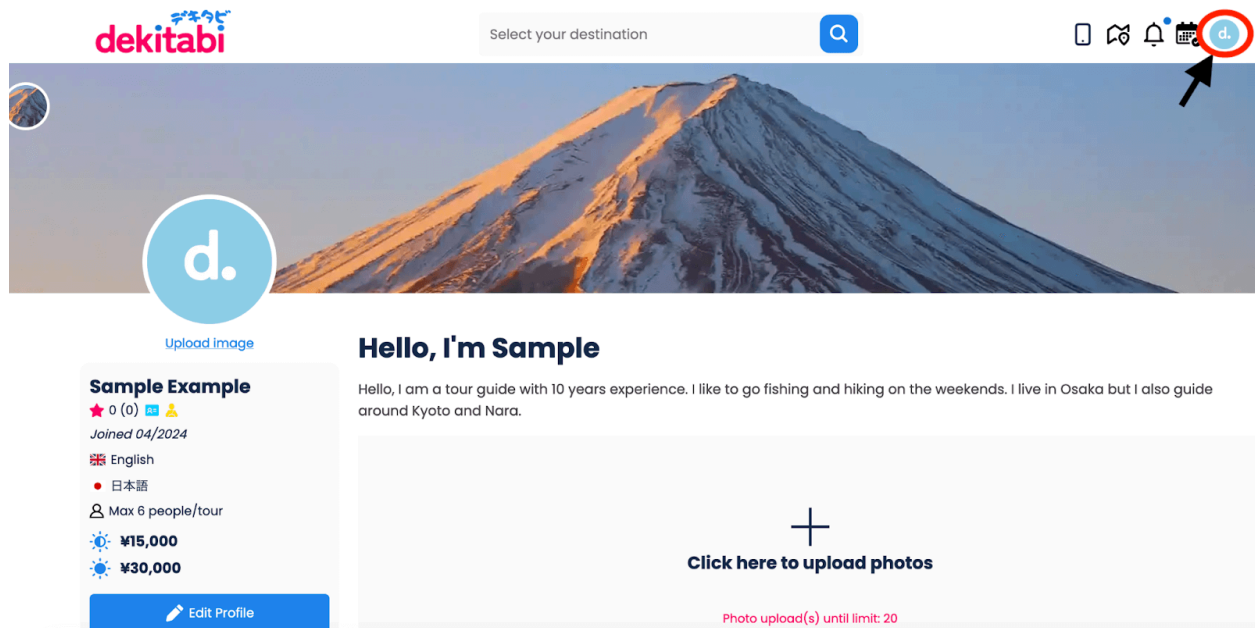 デキタビ
dekitabi
Select your destination
d.
d.
Upload image
Hello, I'm Sample
Hello, I am a tour guide with 10 years experience. I like to go fishing and hiking on the weekends. I live in Osaka but I also guide
around Kyoto and Nara.
Sample Example
0 (0)
Joined 04/2024
English
日本語
Max 6 people/tour
¥15,000
¥30,000
Edit Profile
Click here to upload photos
Photo upload(s) until limit: 20